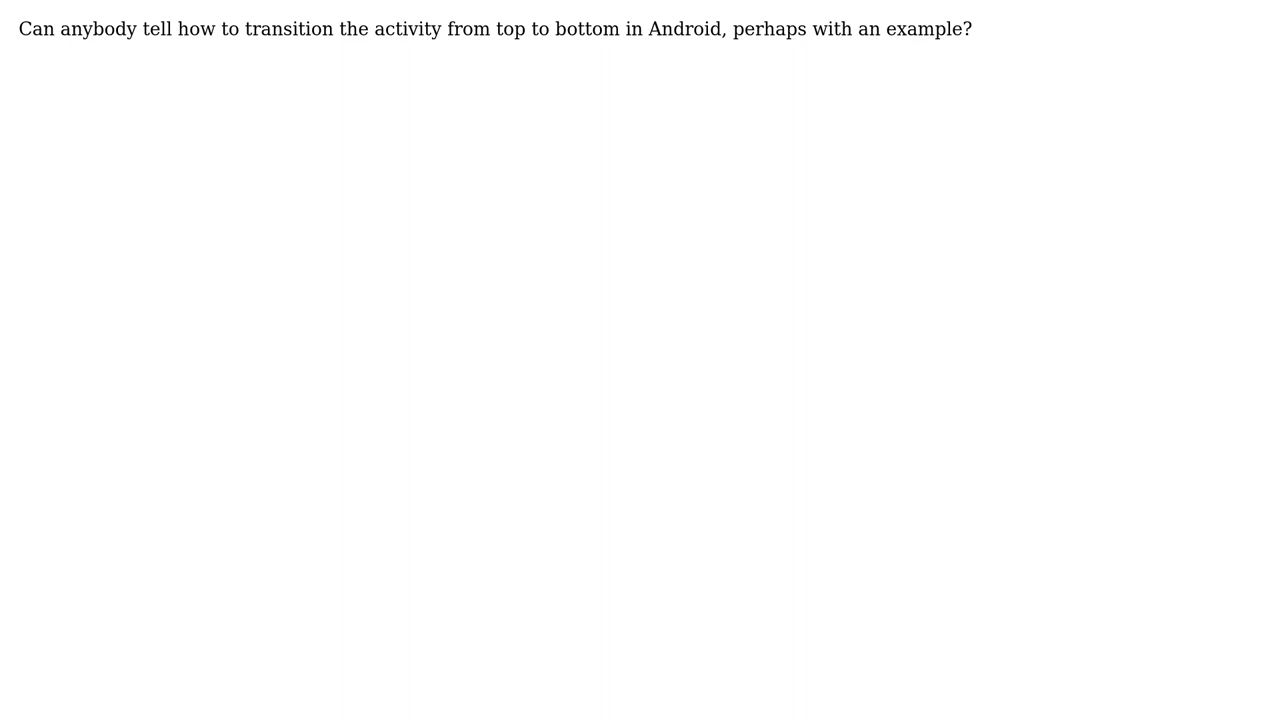 Can anybody tell how to transition the activity from top to bottom in Android, perhaps with an example?